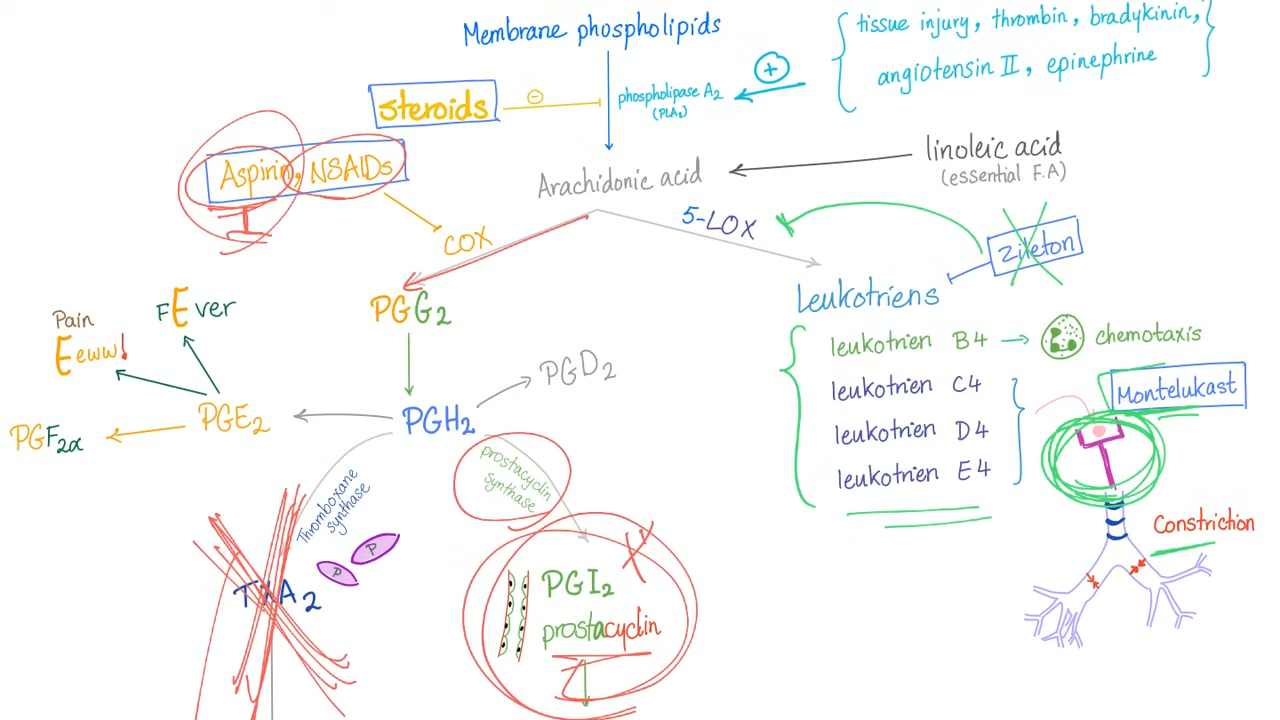 Membrane phospholipids
tissue injury, thrombin, bradykinin,
angiotensin II, epinephrine
+
steroids
phospholipase A2
(PLA2)
Aspirin, NSAIDs
Arachidonic acid
linoleic acid
(essential F.A)
COX
5-LOX
Zileton
PGG2
Leukotriens
Pain
Eeww!
FEver
leukotrien B4
chemotaxis
PGD2
leukotrien C4
Montelukast
PGF2α
PGE2
PGH2
leukotrien D4
leukotrien E4
prostacyclin
synthase
Thromboxane
synthase
Constriction
P
P
TXA2
PGI2
prostacyclin